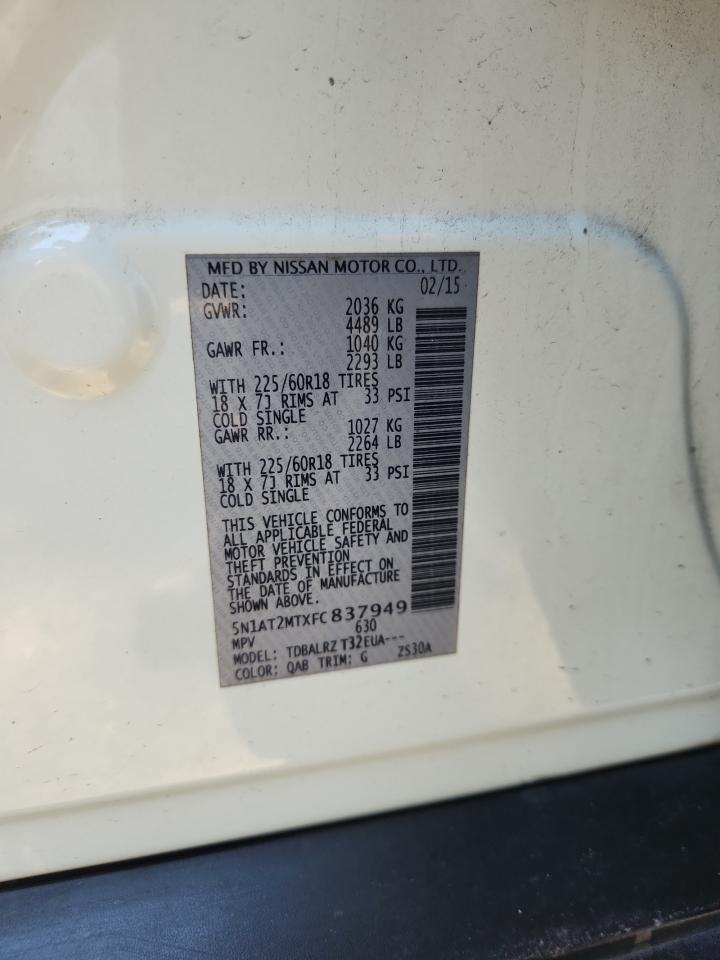 MFD BY NISSAN MOTOR CO., LTD.
DATE: 02/15
GVWR: 2036 KG
4489 LB
GAWR FR.: 1040 KG
2293 LB
WITH 225/60R18 TIRES
18 X 7J RIMS AT 33 PSI
COLD SINGLE
GAWR RR.: 1027 KG
2264 LB
WITH 225/60R18 TIRES
18 X 7J RIMS AT 33 PSI
COLD SINGLE
THIS VEHICLE CONFORMS TO
ALL APPLICABLE FEDERAL
MOTOR VEHICLE SAFETY AND
THEFT PREVENTION
STANDARDS IN EFFECT ON
THE DATE OF MANUFACTURE
SHOWN ABOVE.
5N1AT2MTXFC837949
MPV 630
MODEL: TDBALRZ T32EUA---
COLOR: QAB TRIM: G ZS30A